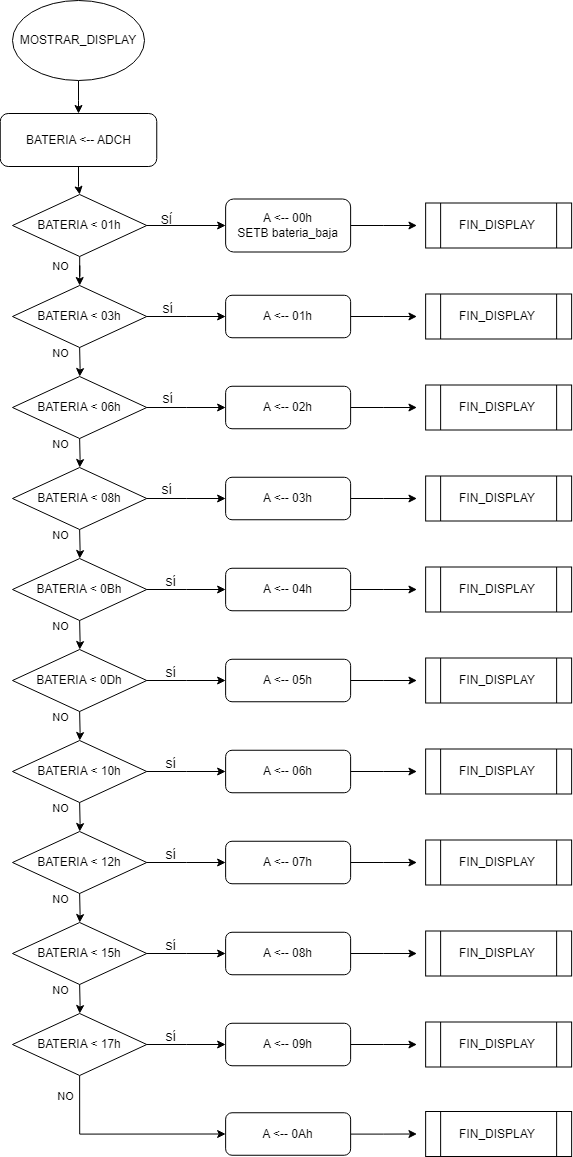 MOSTRAR_DISPLAY
BATERIA <-- ADCH
BATERIA < 01h
SÍ
A <-- 00h
SETB bateria_baja
FIN_DISPLAY
NO
BATERIA < 03h
SÍ
A <-- 01h
FIN_DISPLAY
NO
BATERIA < 06h
SÍ
A <-- 02h
FIN_DISPLAY
NO
BATERIA < 08h
SÍ
A <-- 03h
FIN_DISPLAY
NO
BATERIA < 0Bh
SÍ
A <-- 04h
FIN_DISPLAY
NO
BATERIA < 0Dh
SÍ
A <-- 05h
FIN_DISPLAY
NO
BATERIA < 10h
SÍ
A <-- 06h
FIN_DISPLAY
NO
BATERIA < 12h
SÍ
A <-- 07h
FIN_DISPLAY
NO
BATERIA < 15h
SÍ
A <-- 08h
FIN_DISPLAY
NO
BATERIA < 17h
SÍ
A <-- 09h
FIN_DISPLAY
NO
A <-- 0Ah
FIN_DISPLAY